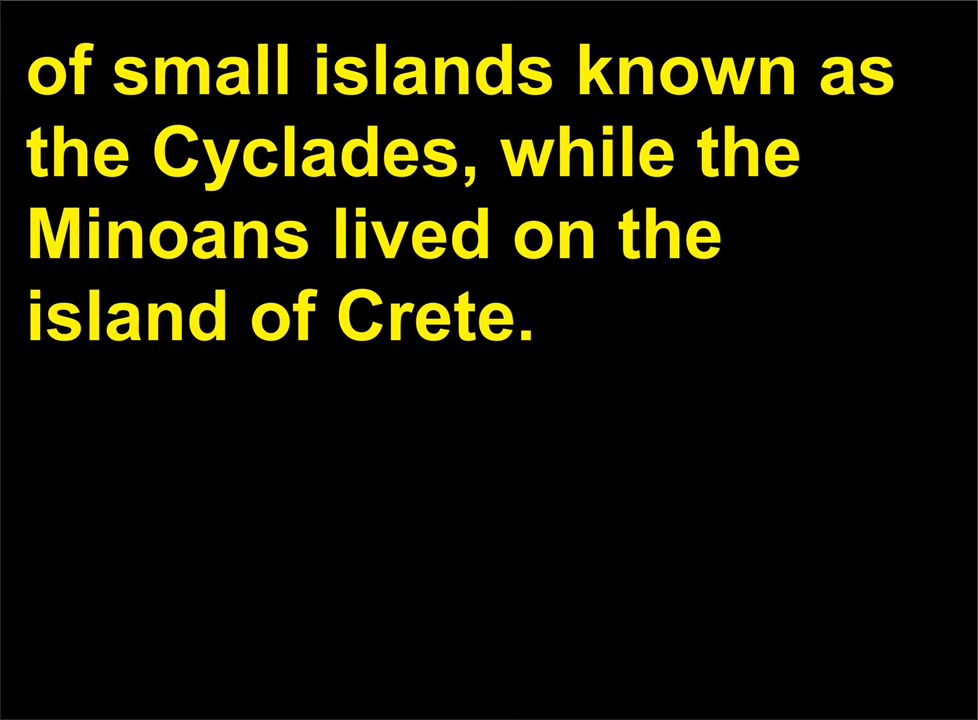 of small islands known as
the Cyclades, while the
Minoans lived on the
island of Crete.